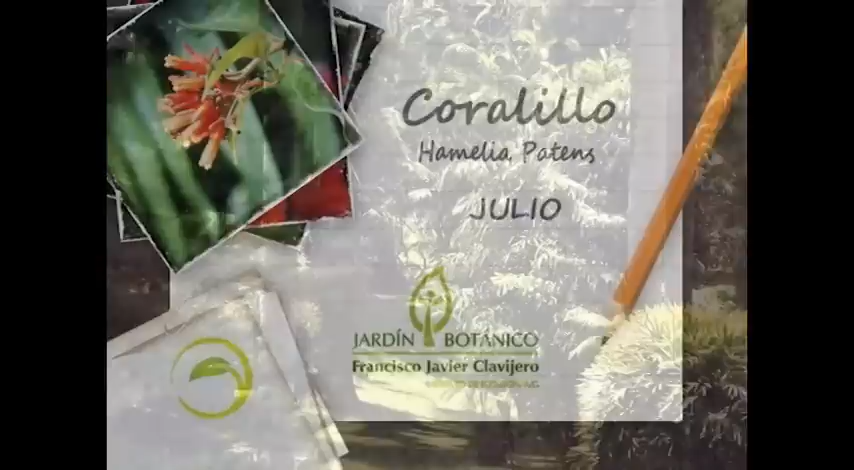 Coralillo
Hamelia Patens
JULIO
JARDÍN BOTÁNICO
Francisco Javier Clavijero